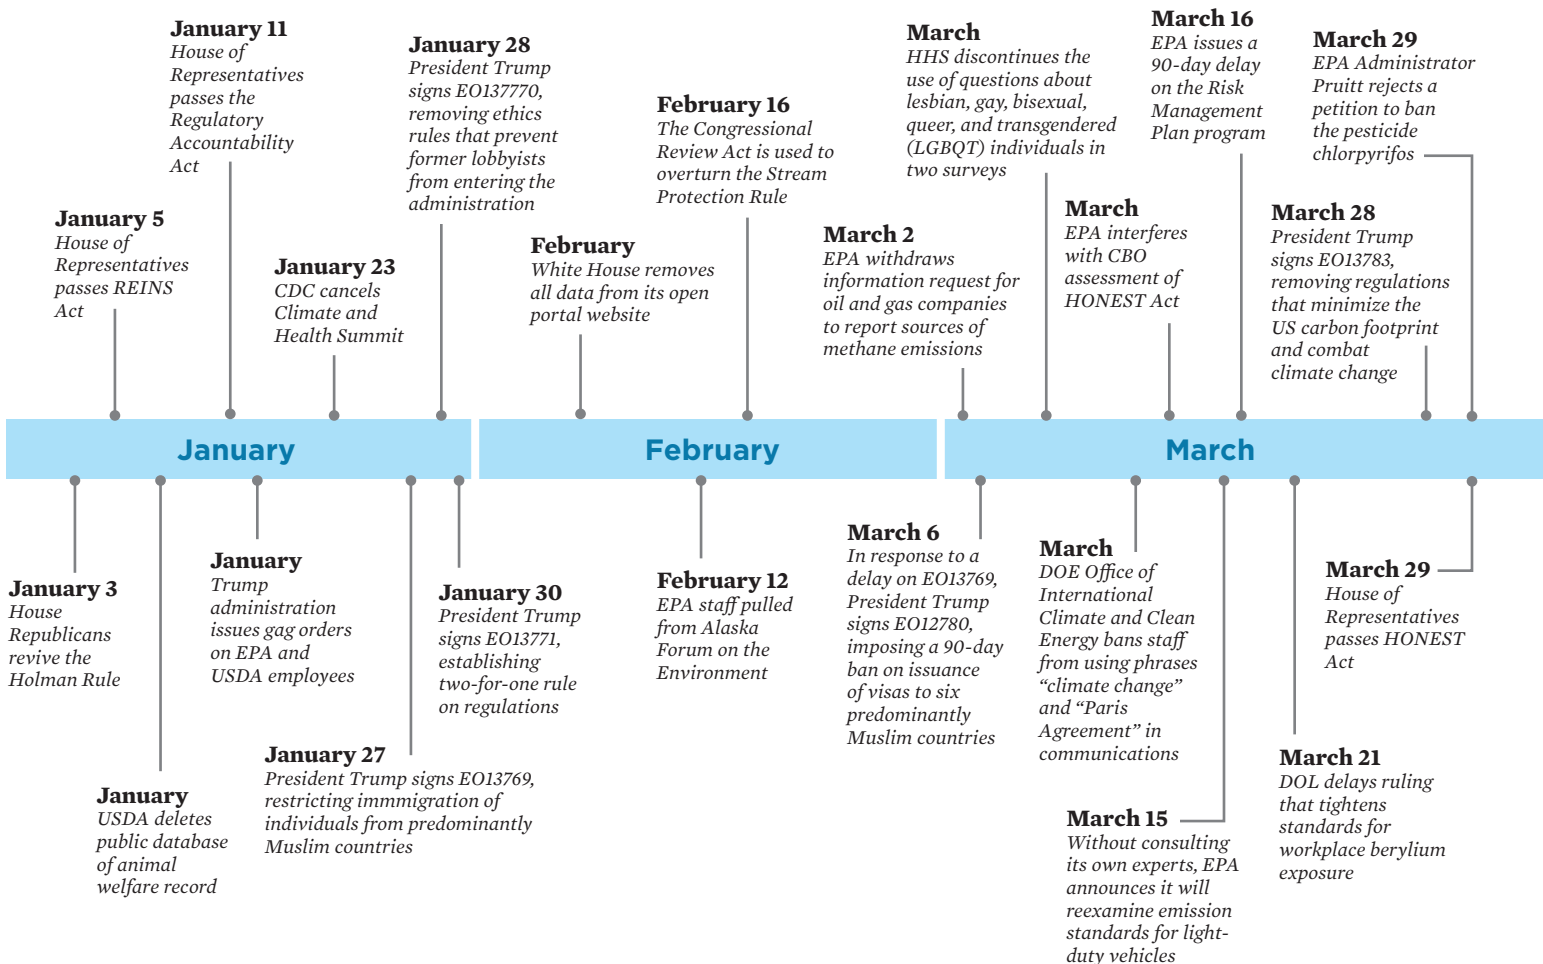 January 11
House of
Representatives
passes the
Regulatory
Accountability
Act
January 28
President Trump
signs EO137770,
removing ethics
rules that prevent
former lobbyists
from entering the
administration
March
HHS discontinues the
use of questions about
lesbian, gay, bisexual,
queer, and transgendered
(LGBQT) individuals in
two surveys
March 16
EPA issues a
90-day delay
on the Risk
Management
Plan program
March 29
EPA Administrator
Pruitt rejects a
petition to ban
the pesticide
chlorpyrifos
February 16
The Congressional
Review Act is used to
overturn the Stream
Protection Rule
January 5
House of
Representatives
passes REINS
Act
January 23
CDC cancels
Climate and
Health Summit
February
White House removes
all data from its open
portal website
March 2
EPA withdraws
information request for
oil and gas companies
to report sources of
methane emissions
March
EPA interferes
with CBO
assessment of
HONEST Act
March 28
President Trump
signs EO13783,
removing regulations
that minimize the
US carbon footprint
and combat
climate change
January
February
March
January 3
House
Republicans
revive the
Holman Rule
January
USDA deletes
public database
of animal
welfare record
January
Trump
administration
issues gag orders
on EPA and
USDA employees
January 27
President Trump signs EO13769,
restricting immmigration of
individuals from predominantly
Muslim countries
January 30
President Trump
signs EO13771,
establishing
two-for-one rule
on regulations
February 12
EPA staff pulled
from Alaska
Forum on the
Environment
March 6
In response to a
delay on EO13769,
President Trump
signs EO12780,
imposing a 90-day
ban on issuance
of visas to six
predominantly
Muslim countries
March
DOE Office of
International
Climate and Clean
Energy bans staff
from using phrases
“climate change”
and “Paris
Agreement” in
communications
March 15
Without consulting
its own experts, EPA
announces it will
reexamine emission
standards for light-
duty vehicles
March 21
DOL delays ruling
that tightens
standards for
workplace berylium
exposure
March 29
House of
Representatives
passes HONEST
Act